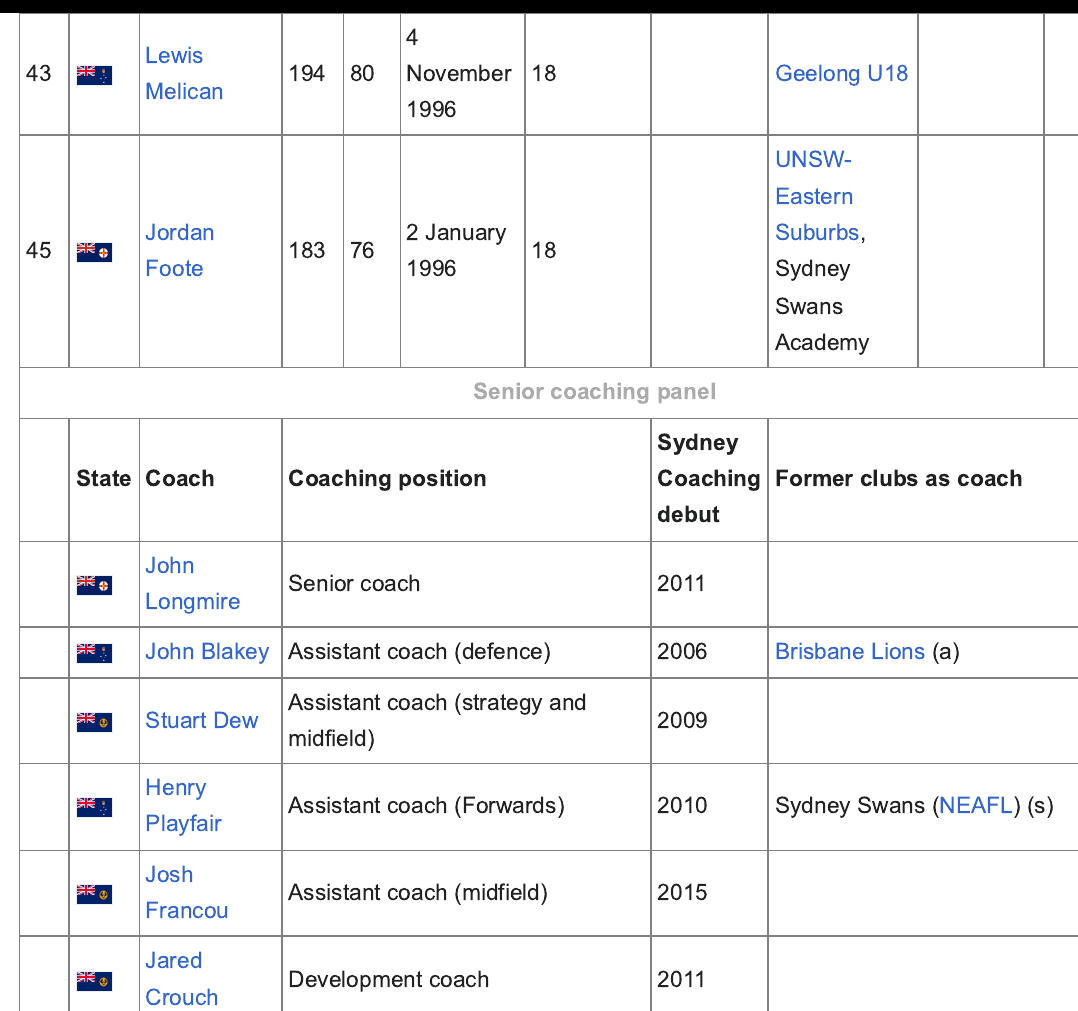 43 Lewis Melican 194 80 4 November 1996 18 Geelong U18
45 Jordan Foote 183 76 2 January 1996 18 UNSW-Eastern Suburbs, Sydney Swans Academy
Senior coaching panel
State Coach Coaching position Sydney Coaching debut Former clubs as coach
John Longmire Senior coach 2011
John Blakey Assistant coach (defence) 2006 Brisbane Lions (a)
Stuart Dew Assistant coach (strategy and midfield) 2009
Henry Playfair Assistant coach (Forwards) 2010 Sydney Swans (NEAFL) (s)
Josh Francou Assistant coach (midfield) 2015
Jared Crouch Development coach 2011